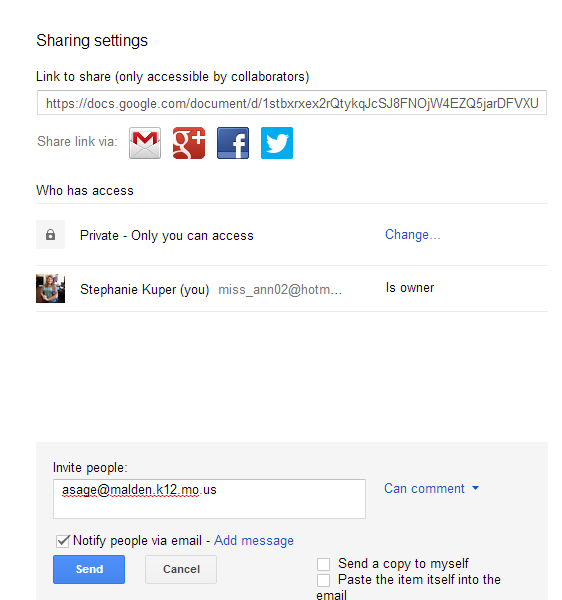 Sharing settings
Link to share (only accessible by collaborators)
https://docs.google.com/document/d/1stbxrxex2rQtykqJcSJ8FNOjW4EZQ5jarDFVXU
Share link via:
Who has access
Private - Only you can access Change...
Stephanie Kuper (you) miss_ann02@hotm... Is owner
Invite people:
asage@malden.k12.mo.us Can comment
Notify people via email - Add message
Send Cancel
Send a copy to myself
Paste the item itself into the
email